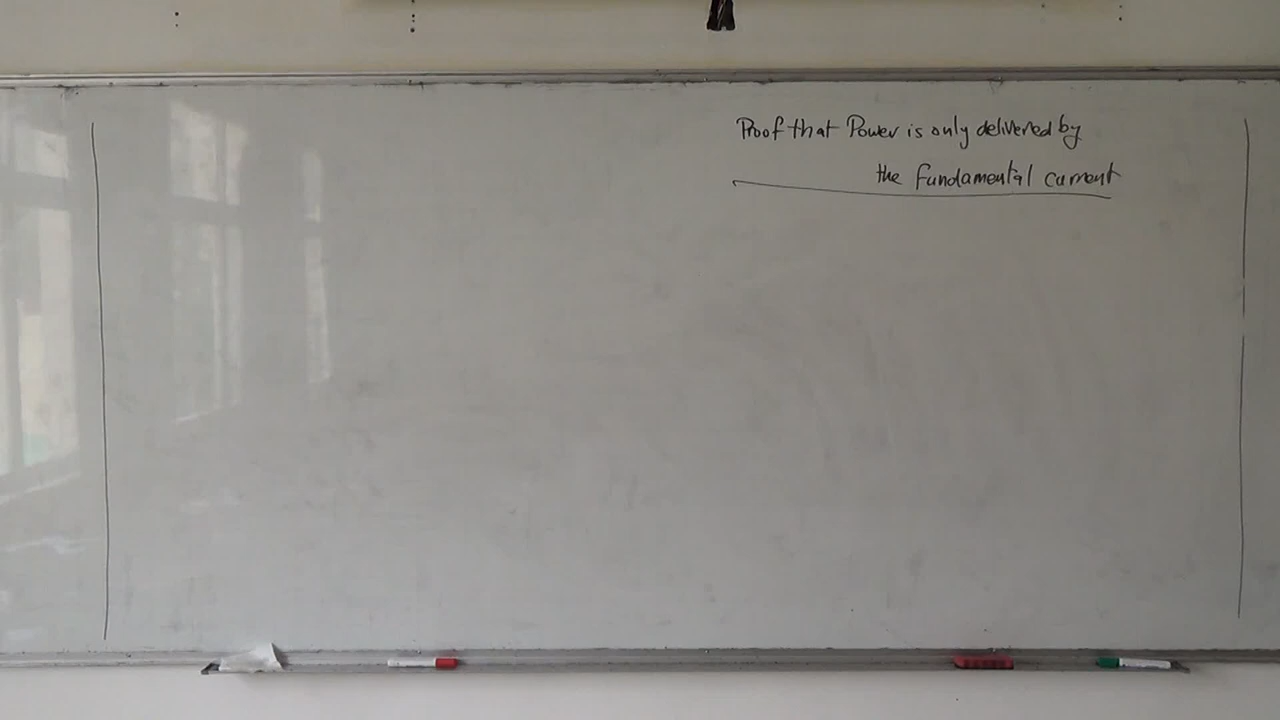 Proof that Power is only delivered by
the fundamental current